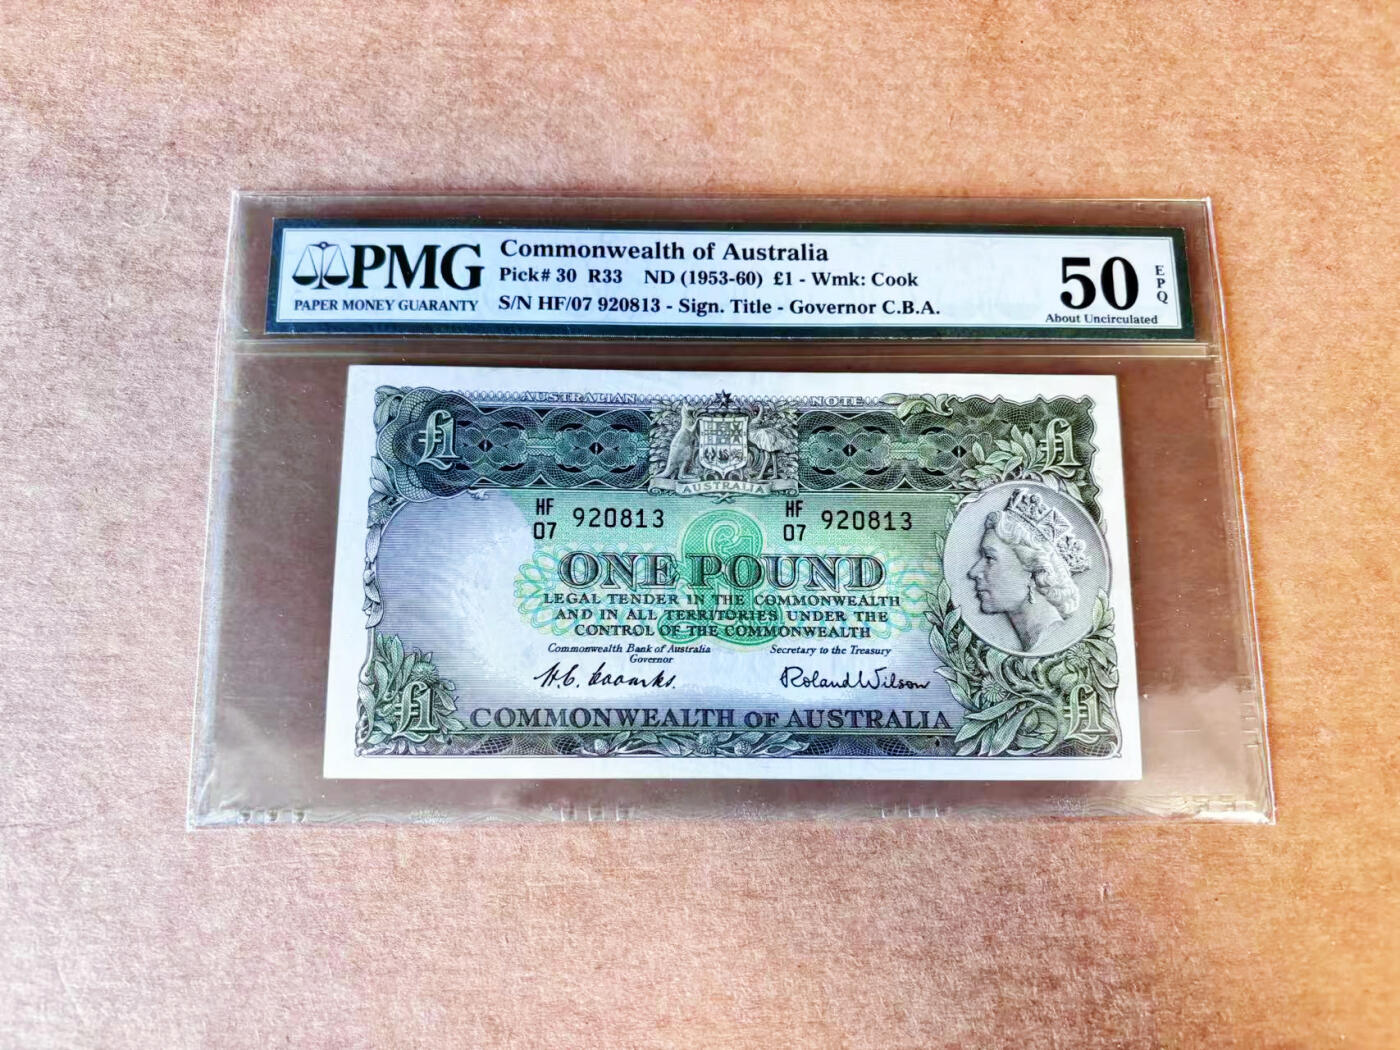 PMG
PAPER MONEY GUARANTY
Commonwealth of Australia
Pick# 30 R33 ND (1953-60) £1 - Wmk: Cook
S/N HF/07 920813 - Sign. Title - Governor C.B.A.
50
About Uncirculated
EPQ
AUSTRALIAN NOTE
£1 £1
AUSTRALIA
HF 07 920813 HF 07 920813
£1
ONE POUND
LEGAL TENDER IN THE COMMONWEALTH
AND IN ALL TERRITORIES UNDER THE
CONTROL OF THE COMMONWEALTH
Commonwealth Bank of Australia Secretary to the Treasury
Governor
H.C. Coombs. Roland Wilson
£1 £1
COMMONWEALTH OF AUSTRALIA